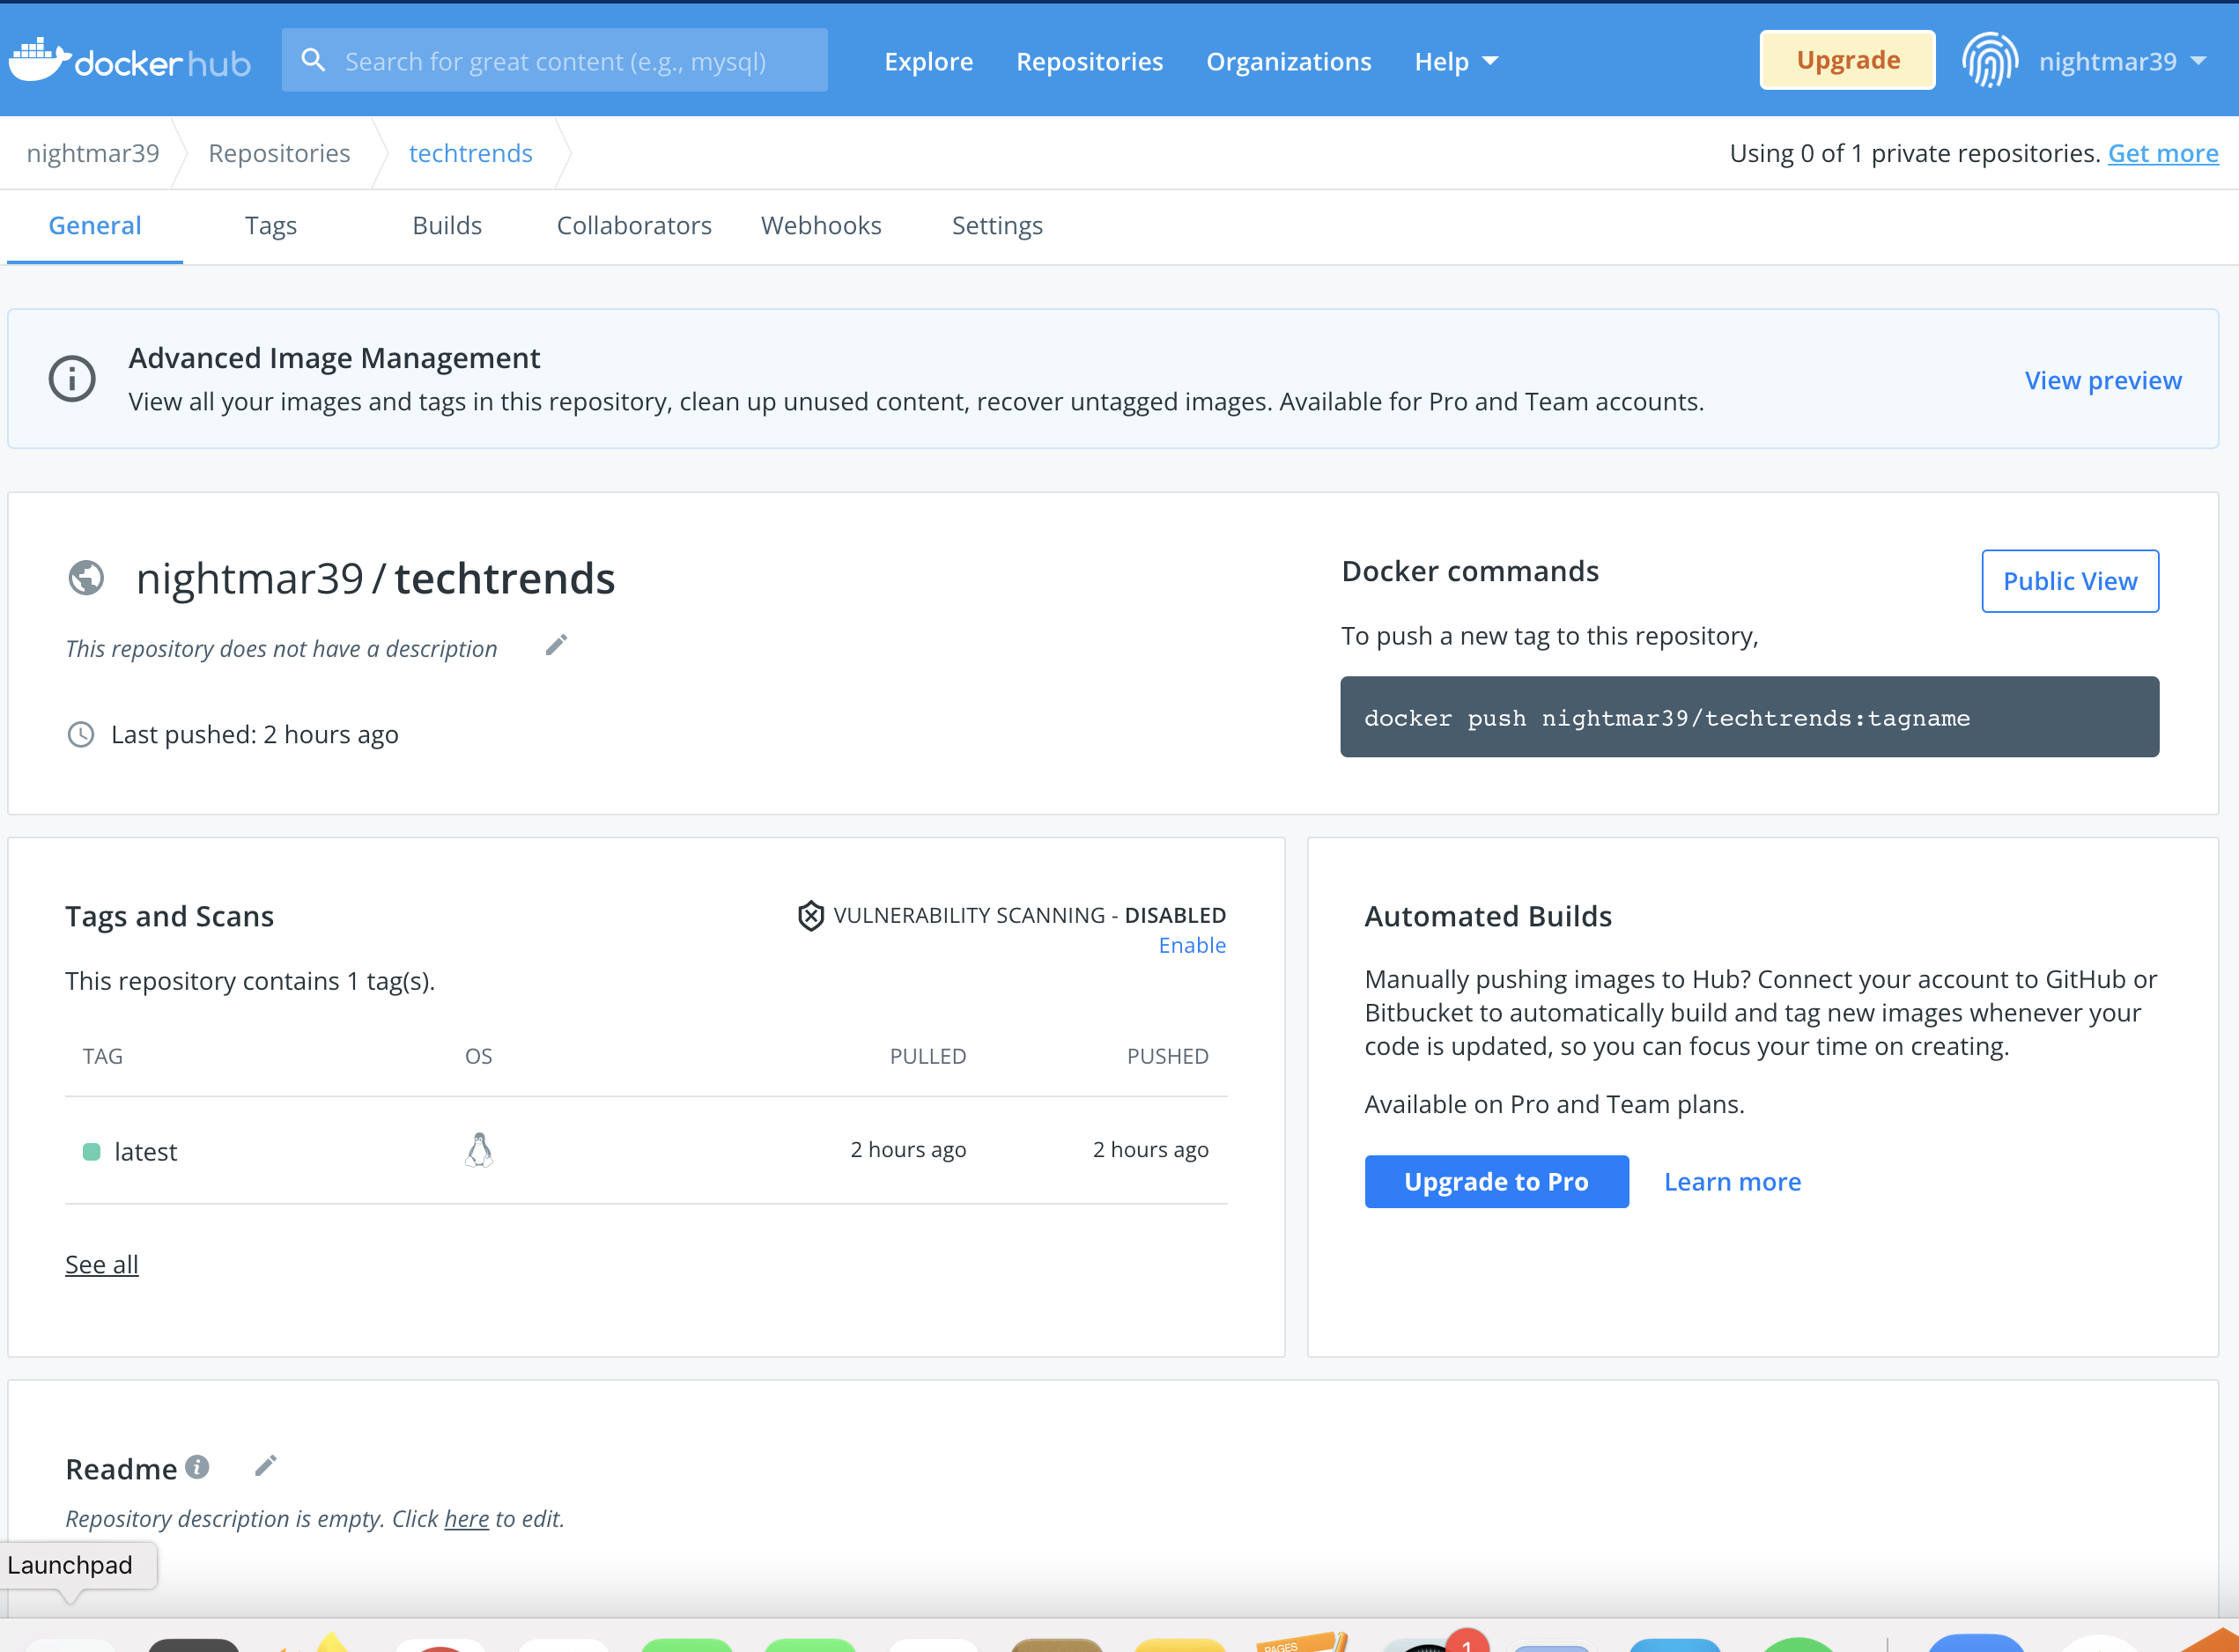 docker hub
Search for great content (e.g., mysql)
Explore
Repositories
Organizations
Help
Upgrade
nightmar39
nightmar39
Repositories
techtrends
Using 0 of 1 private repositories. Get more
General
Tags
Builds
Collaborators
Webhooks
Settings
Advanced Image Management
View all your images and tags in this repository, clean up unused content, recover untagged images. Available for Pro and Team accounts.
View preview
nightmar39 / techtrends
This repository does not have a description
Last pushed: 2 hours ago
Docker commands
Public View
To push a new tag to this repository,
docker push nightmar39/techtrends:tagname
Tags and Scans
VULNERABILITY SCANNING - DISABLED
Enable
This repository contains 1 tag(s).
TAG
OS
PULLED
PUSHED
latest
2 hours ago
2 hours ago
See all
Automated Builds
Manually pushing images to Hub? Connect your account to GitHub or
Bitbucket to automatically build and tag new images whenever your
code is updated, so you can focus your time on creating.
Available on Pro and Team plans.
Upgrade to Pro
Learn more
Readme
Repository description is empty. Click here to edit.
Launchpad
PAGES
1